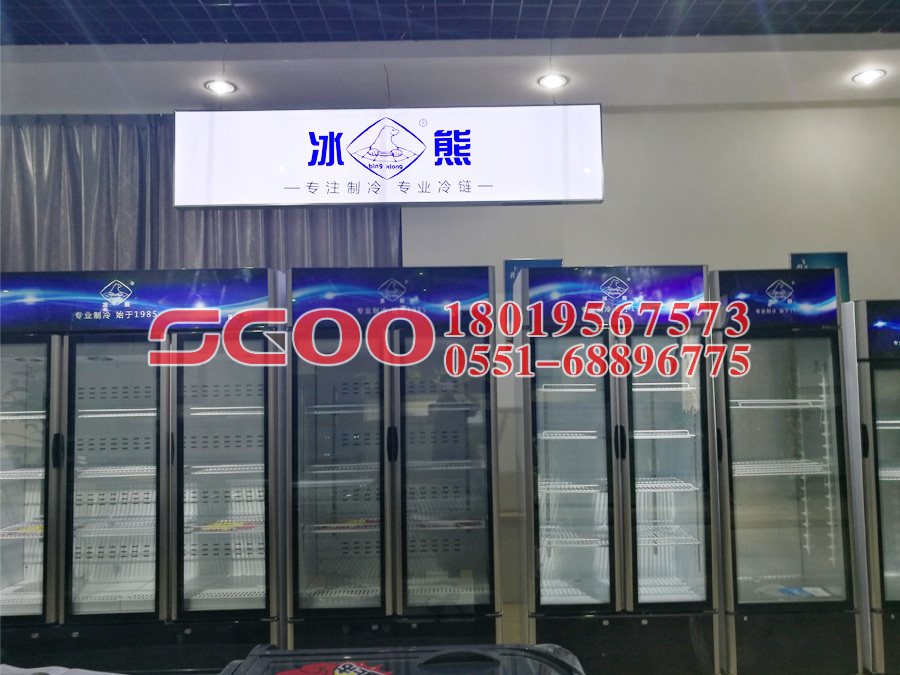 冰 熊 ®
bing xiong
—专注制冷 专业冷链—
专业制冷 始于1985
SCOO
18019567573
0551-68896775